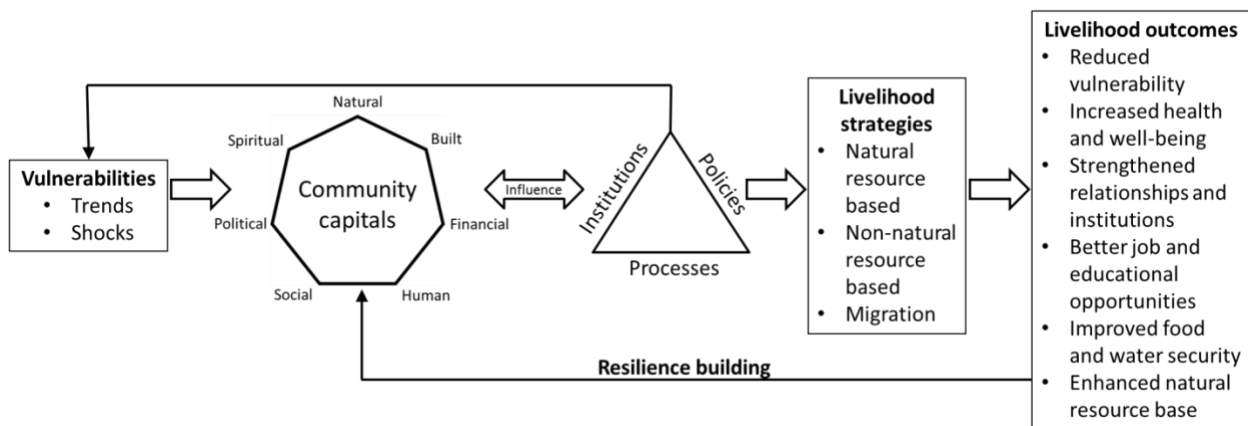 Vulnerabilities
• Trends
• Shocks
Natural
Spiritual
Built
Community
capitals
Political
Financial
Social
Human
Influence
Institutions
Policies
Processes
Livelihood
strategies
• Natural
resource
based
• Non-natural
resource
based
• Migration
Livelihood outcomes
• Reduced
vulnerability
• Increased health
and well-being
• Strengthened
relationships and
institutions
• Better job and
educational
opportunities
• Improved food
and water security
• Enhanced natural
resource base
Resilience building